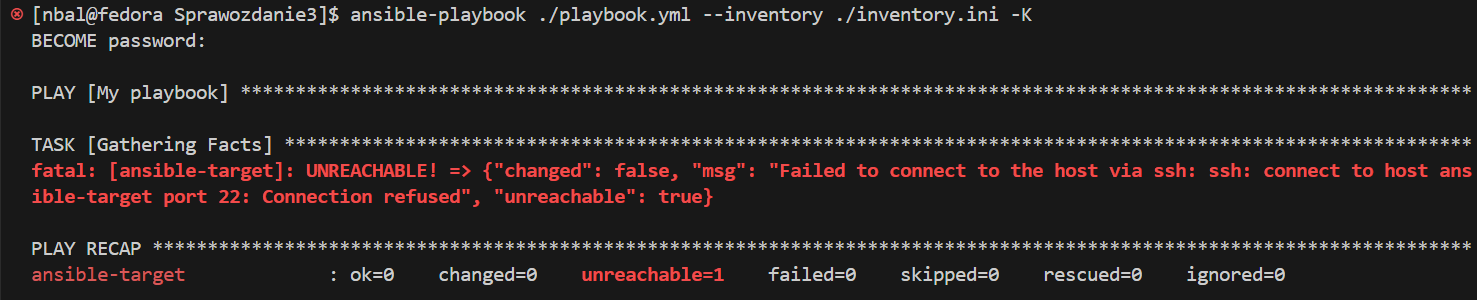 [nbal@fedora Sprawozdanie3]$ ansible-playbook ./playbook.yml --inventory ./inventory.ini -K
BECOME password:
PLAY [My playbook] *****************************************************************************************************************
TASK [Gathering Facts] *************************************************************************************************************
fatal: [ansible-target]: UNREACHABLE! => {"changed": false, "msg": "Failed to connect to the host via ssh: ssh: connect to host ans
ible-target port 22: Connection refused", "unreachable": true}
PLAY RECAP *************************************************************************************************************************
ansible-target             : ok=0    changed=0    unreachable=1    failed=0    skipped=0    rescued=0    ignored=0